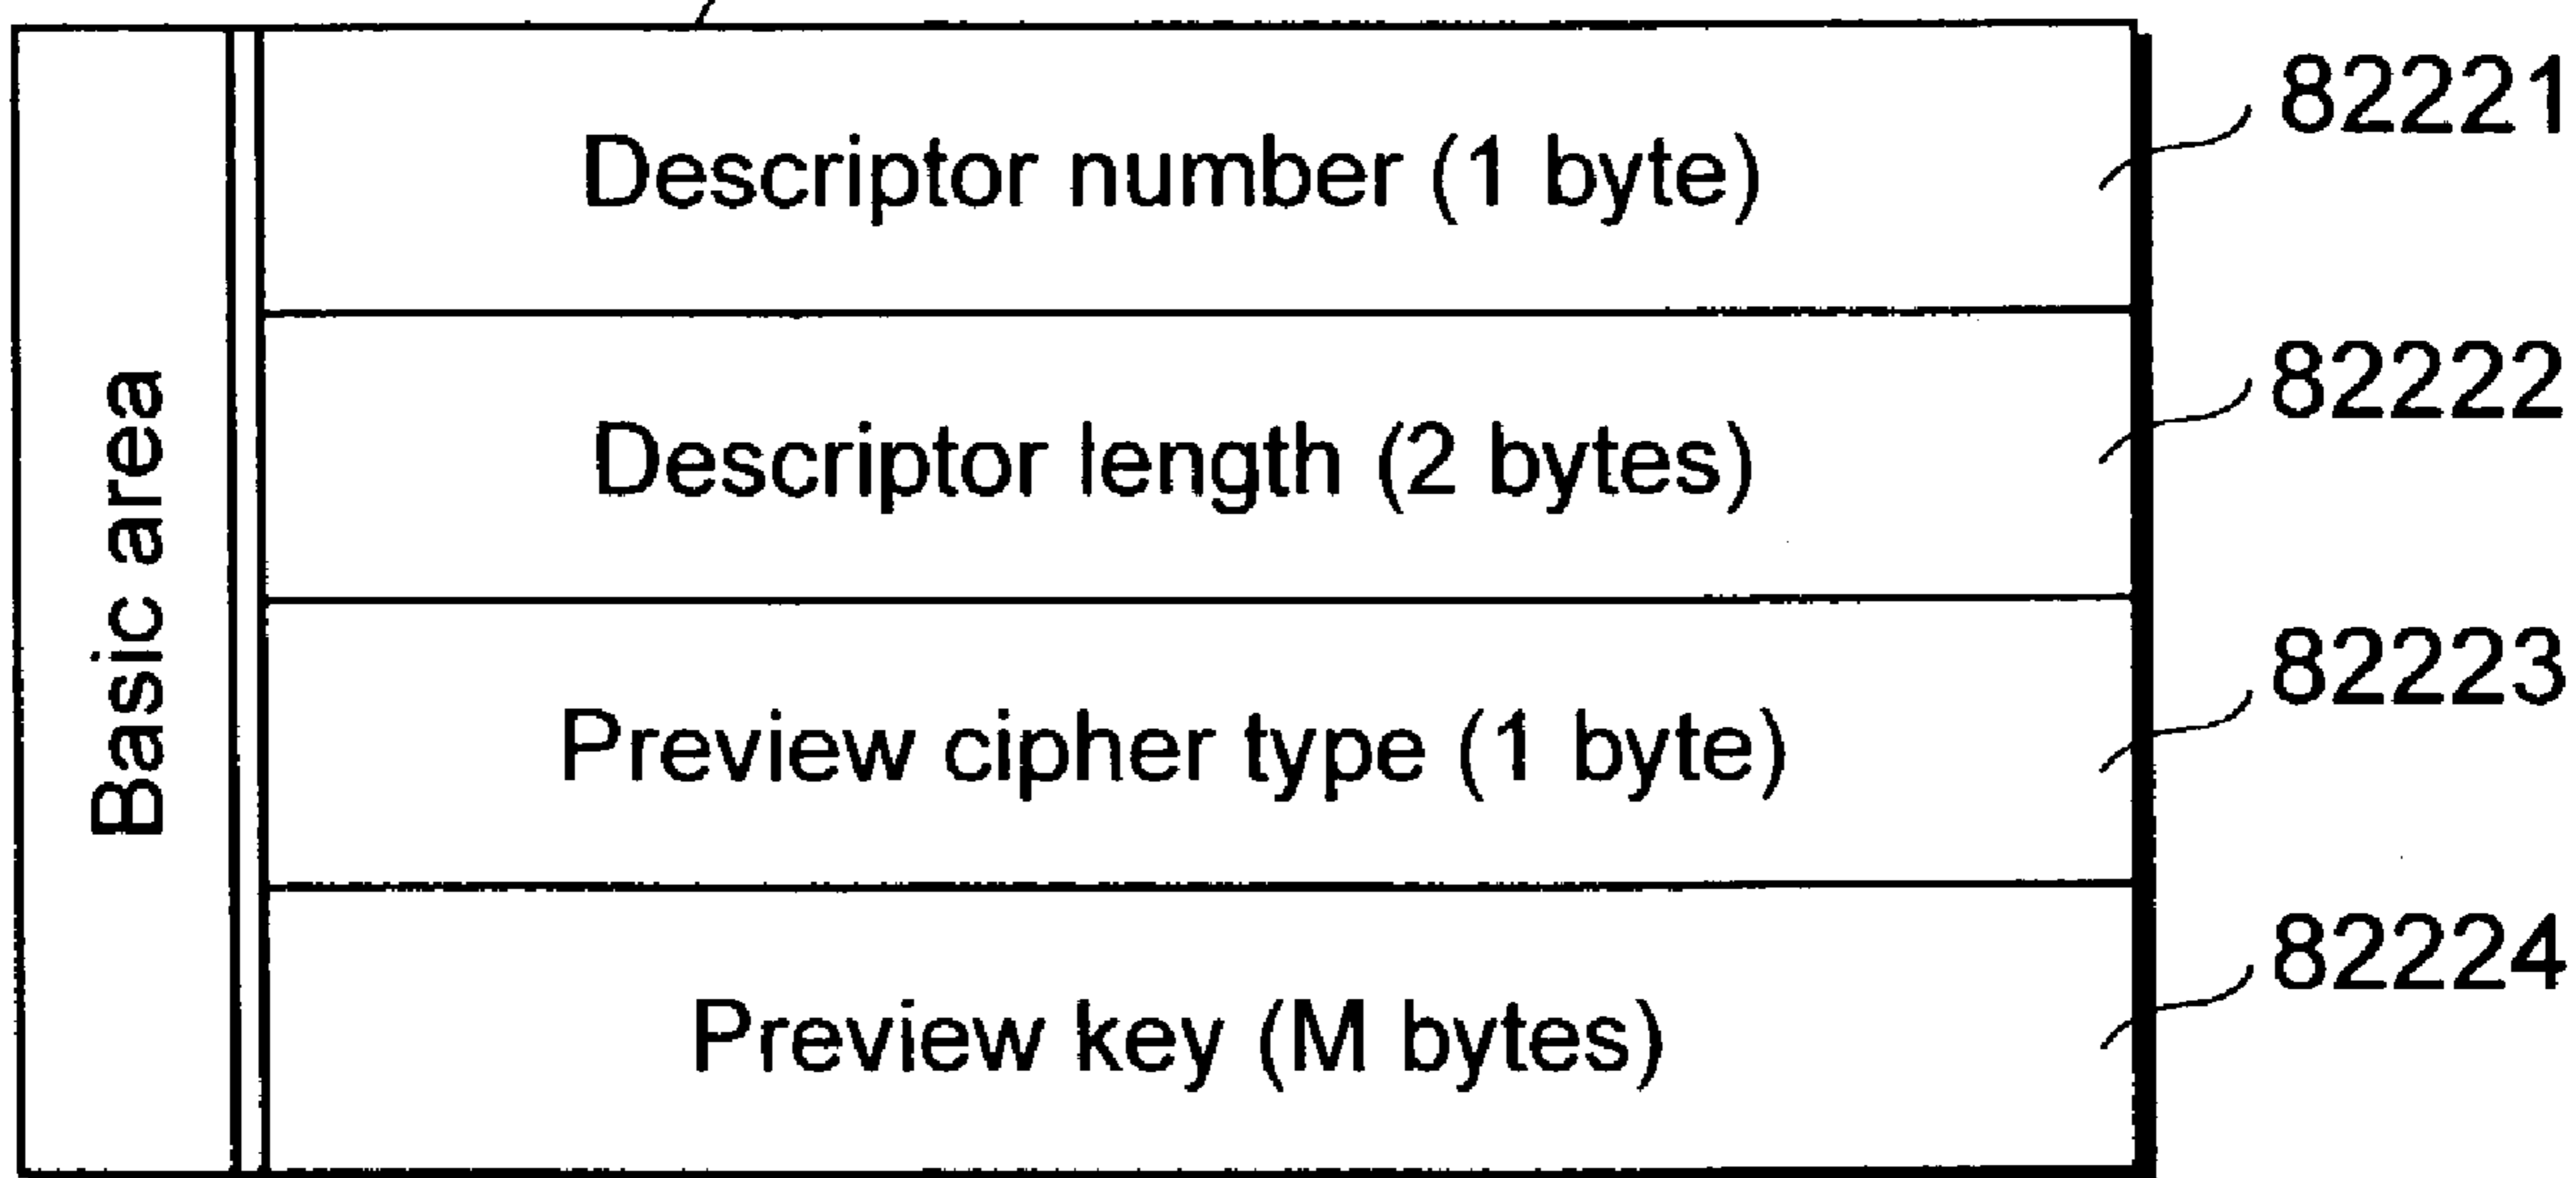 Basic area
Descriptor number (1 byte)
82221
Descriptor length (2 bytes)
82222
Preview cipher type (1 byte)
82223
Preview key (M bytes)
82224